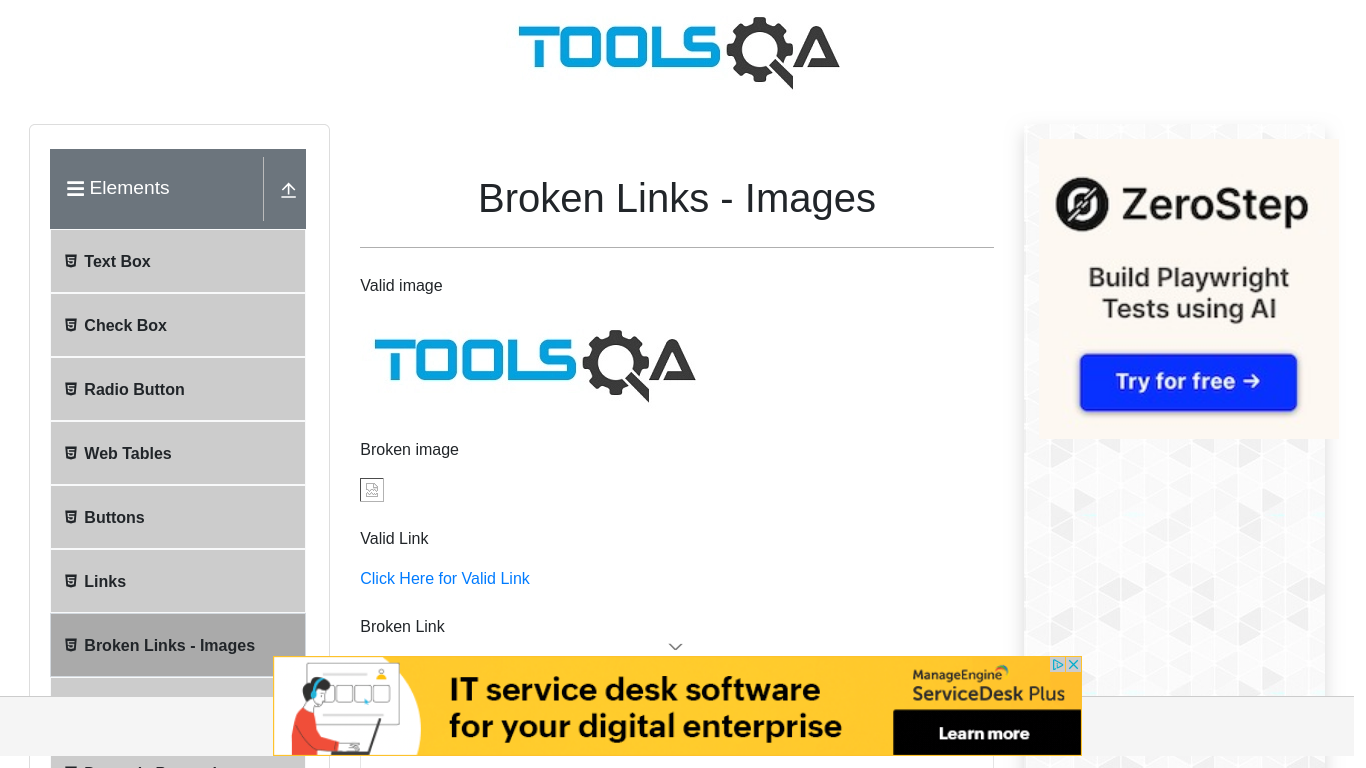 TOOLSQA
Elements
Text Box
Check Box
Radio Button
Web Tables
Buttons
Links
Broken Links - Images
Broken Links - Images
Valid image
TOOLSQA
Broken image
Valid Link
Click Here for Valid Link
Broken Link
ZeroStep
Build Playwright
Tests using AI
Try for free →
IT service desk software
for your digital enterprise
ManageEngine
ServiceDesk Plus
Learn more